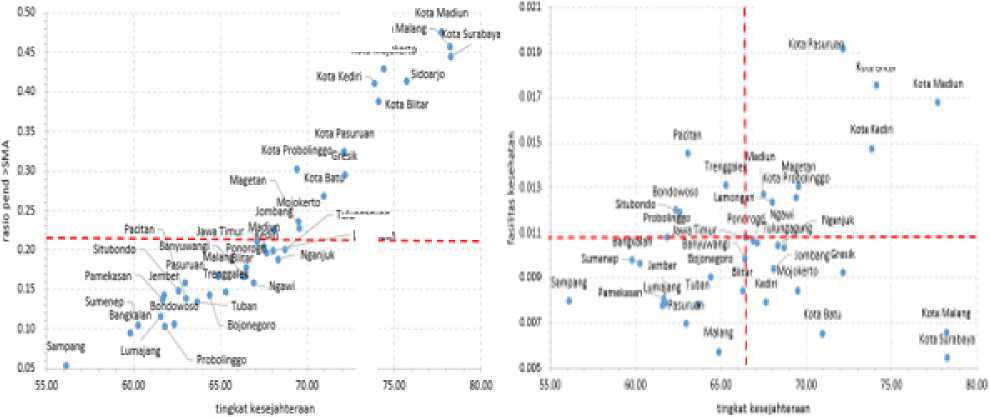 0.50
0.45
0.40
0.35
0.30
0.25
0.20
0.15
0.10
0.05
rasio pend >SMA
Kota Madiun
Malang
Kota Surabaya
Kota Kediri
Sidoarjo
Kota Blitar
Kota Pasuruan
Kota Probolinggo
Gresik
Magetan
Kota Batu
Mojokerto
Jombang
Pacitan
Jawa Timur
Madiun
Situbondo
Banyuwangi
Ponorogo
Nganjuk
Pasuruan
Malang
Blitar
Pamekasan
Jember
Trenggalek
Ngawi
Sumenep
Bondowoso
Tuban
Bangkalan
Bojonegoro
Sampang
Lumajang
Probolinggo
55.00
60.00
65.00
70.00
75.00
80.00
tingkat kesejahteraan
0.021
0.019
0.017
0.015
0.013
0.011
0.009
0.007
0.005
fasilitas kesehatan
Kota Pasuruan
Kota Madiun
Kota Kediri
Pacitan
Madiun
Trenggalek
Magetan
Kota Probolinggo
Bondowoso
Lamongan
Situbondo
Ngawi
Probolinggo
Ponorogo
Nganjuk
Jawa Timur
Tulungagung
Bangkalan
Banyuwangi
Jombang
Gresik
Sumenep
Jember
Bojonegoro
Mojokerto
Sampang
Lumajang
Tuban
Blitar
Kediri
Pamekasan
Pasuruan
Kota Batu
Kota Malang
Malang
Kota Surabaya
55.00
60.00
65.00
70.00
75.00
80.00
tingkat kesejahteraan